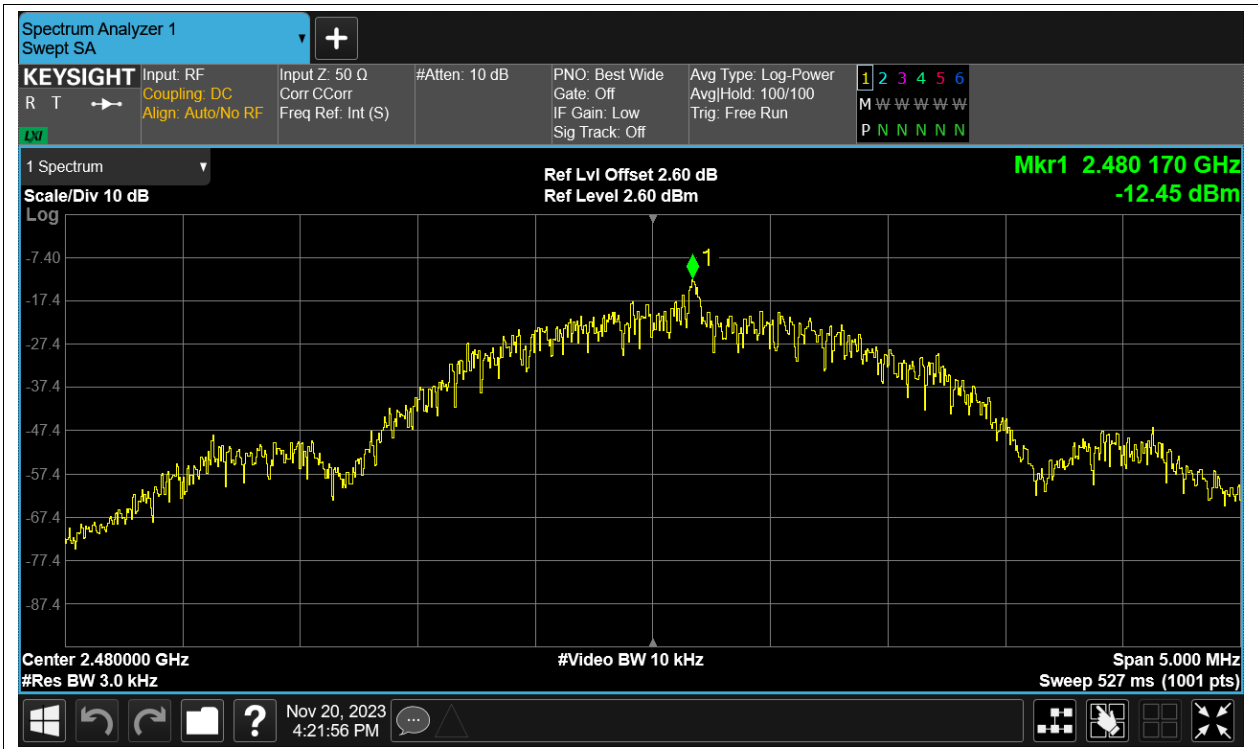 Spectrum Analyzer 1
Swept SA
KEYSIGHT
R T
LXI
Input: RF
Coupling: DC
Align: Auto/No RF
Input Z: 50 Ω
Corr CCorr
Freq Ref: Int (S)
#Atten: 10 dB
PNO: Best Wide
Gate: Off
IF Gain: Low
Sig Track: Off
Avg Type: Log-Power
Avg|Hold: 100/100
Trig: Free Run
1 2 3 4 5 6
M W W W W W W
P N N N N N N
1 Spectrum
Scale/Div 10 dB
Ref Lvl Offset 2.60 dB
Ref Level 2.60 dBm
Mkr1 2.480 170 GHz
-12.45 dBm
Log
-7.40
-17.4
-27.4
-37.4
-47.4
-57.4
-67.4
-77.4
-87.4
1
Center 2.480000 GHz
#Res BW 3.0 kHz
#Video BW 10 kHz
Span 5.000 MHz
Sweep 527 ms (1001 pts)
?
Nov 20, 2023
4:21:56 PM